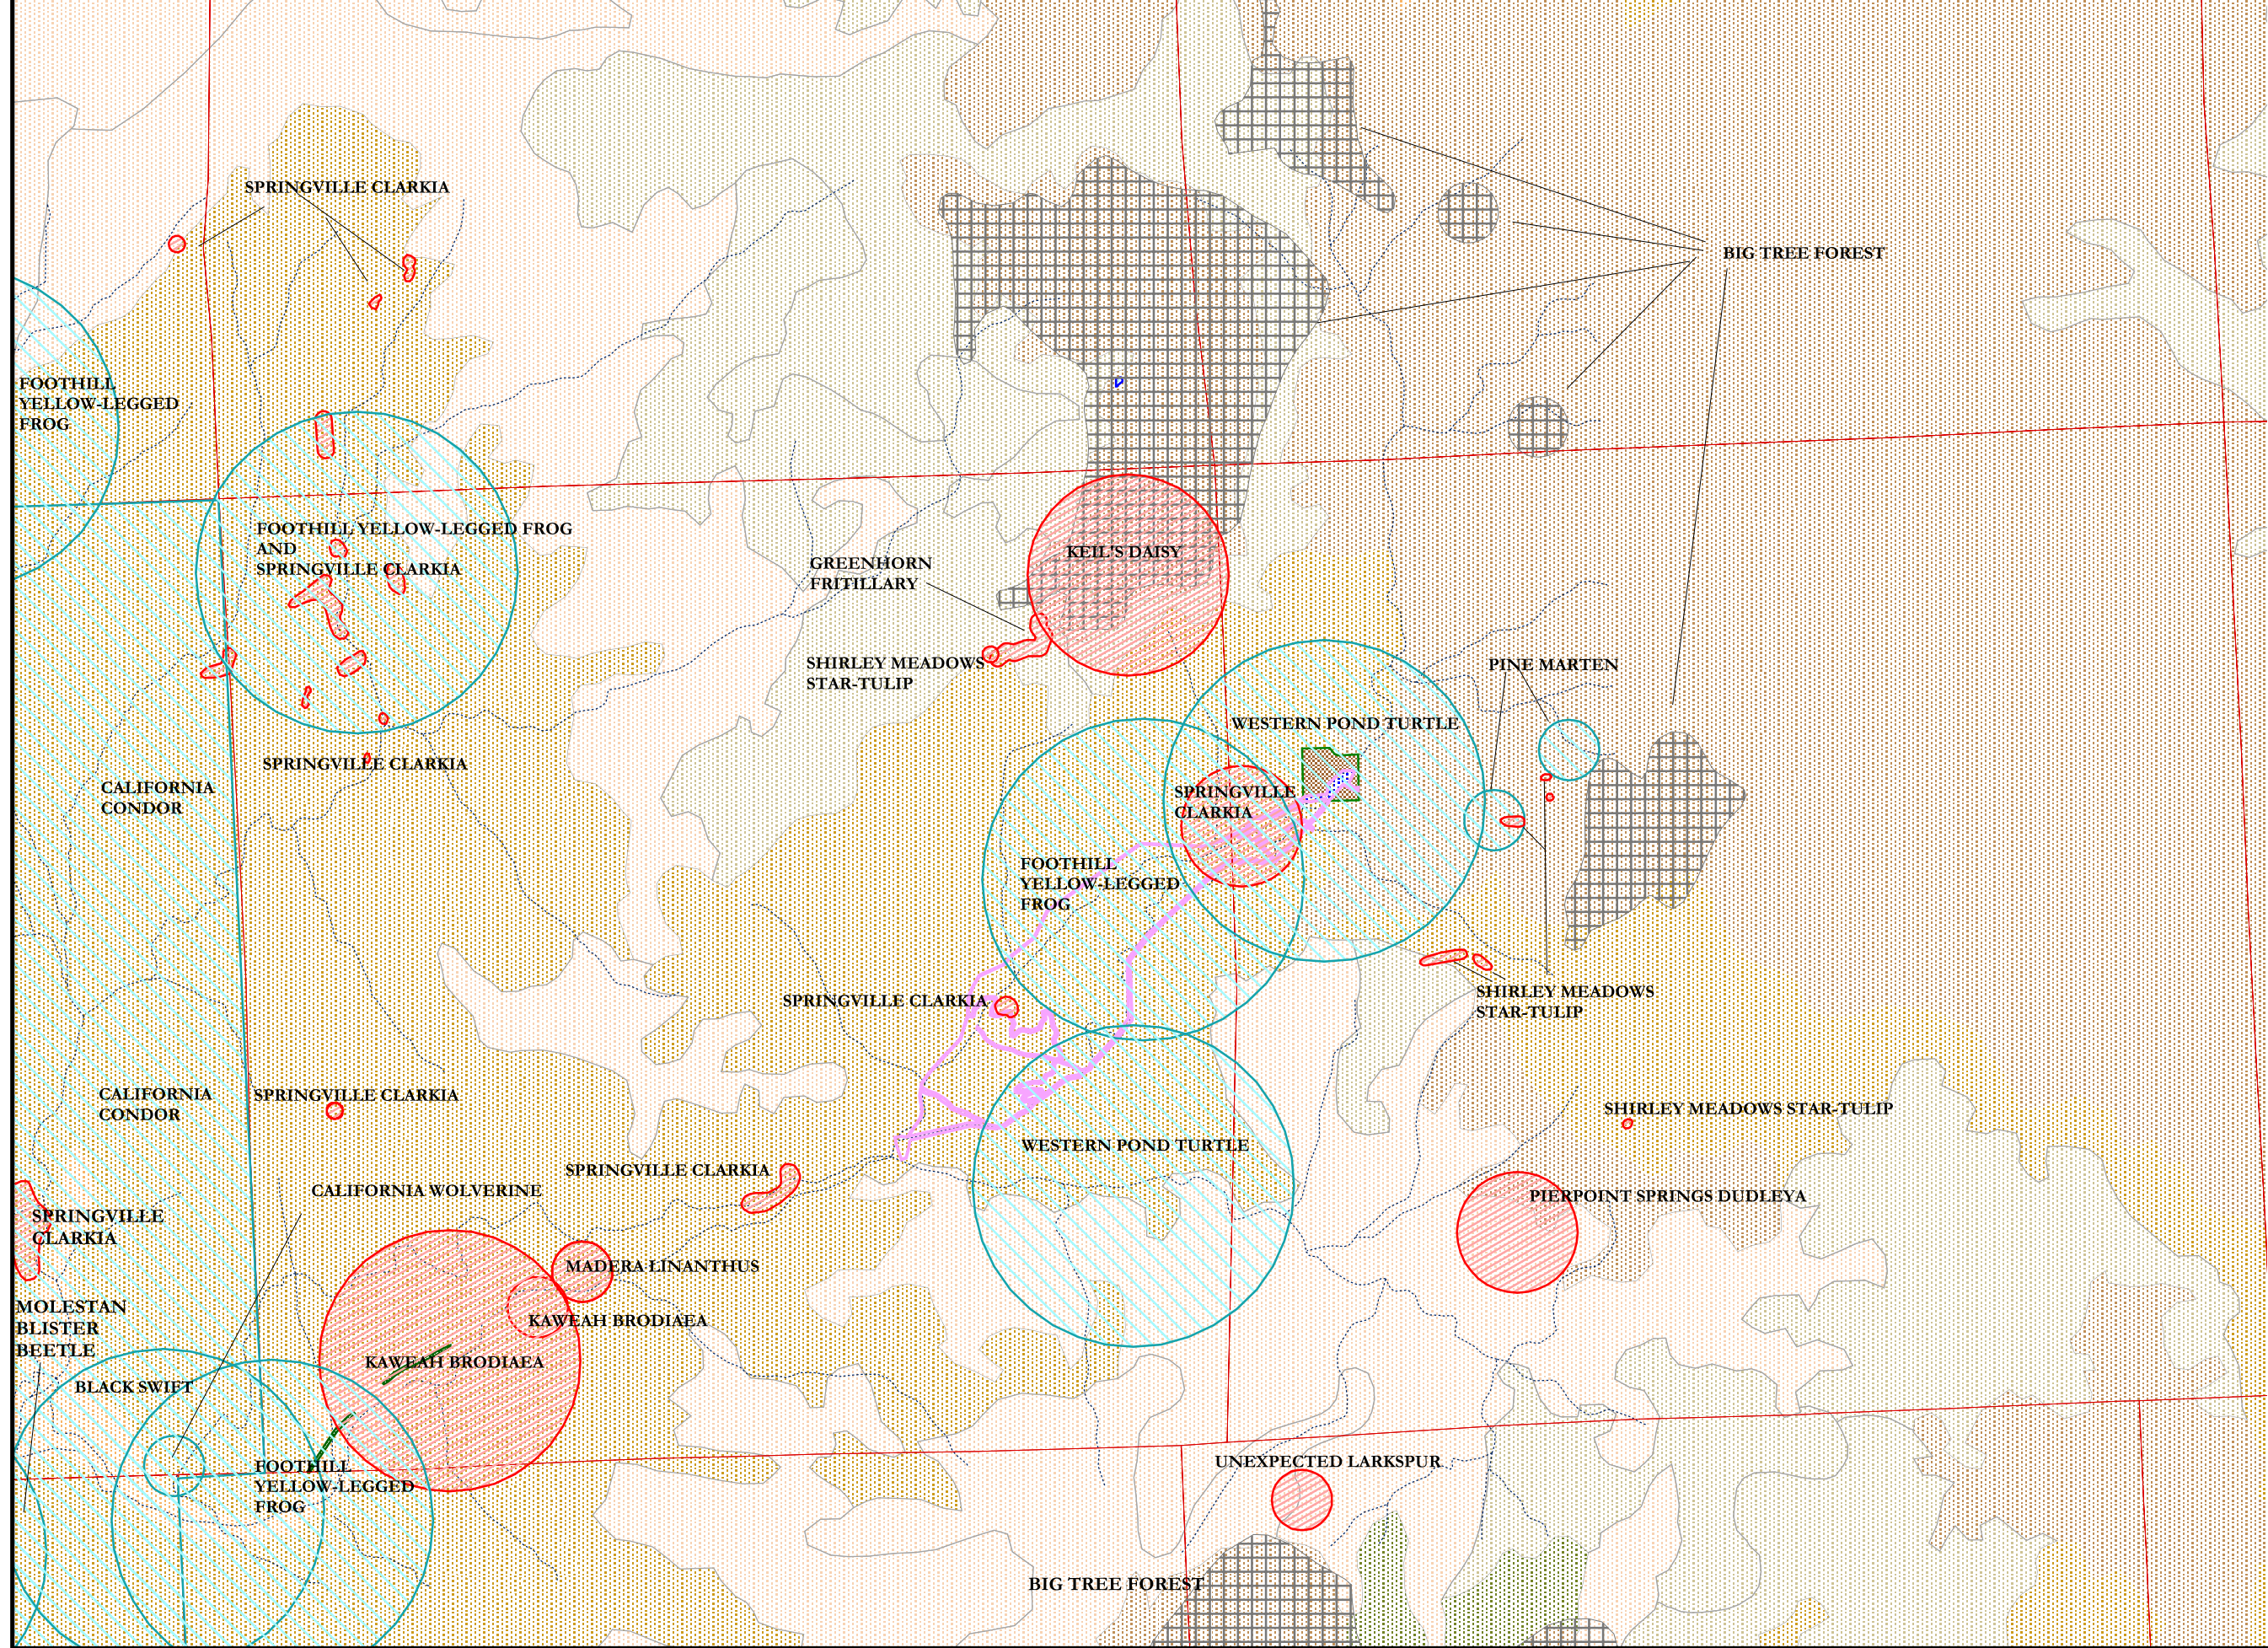 SPRINGVILLE CLARKIA
BIG TREE FOREST
FOOTHILL
YELLOW-LEGGED
FROG
FOOTHILL YELLOW-LEGGED FROG
AND
SPRINGVILLE CLARKIA
KEIL'S DAISY
GREENHORN
FRITILLARY
SHIRLEY MEADOWS
STAR-TULIP
PINE MARTEN
WESTERN POND TURTLE
SPRINGVILLE CLARKIA
CALIFORNIA
CONDOR
SPRINGVILLE
CLARKIA
FOOTHILL
YELLOW-LEGGED
FROG
SPRINGVILLE CLARKIA
SHIRLEY MEADOWS
STAR-TULIP
CALIFORNIA
CONDOR
SPRINGVILLE CLARKIA
SHIRLEY MEADOWS STAR-TULIP
WESTERN POND TURTLE
SPRINGVILLE CLARKIA
CALIFORNIA WOLVERINE
PIERPOINT SPRINGS DUDLEYA
SPRINGVILLE
CLARKIA
MADERA LINANTHUS
MOLESTAN
BLISTER
BEETLE
KAWEAH BRODIAEA
KAWEAH BRODIAEA
BLACK SWIFT
FOOTHILL
YELLOW-LEGGED
FROG
UNEXPECTED LARKSPUR
BIG TREE FOREST